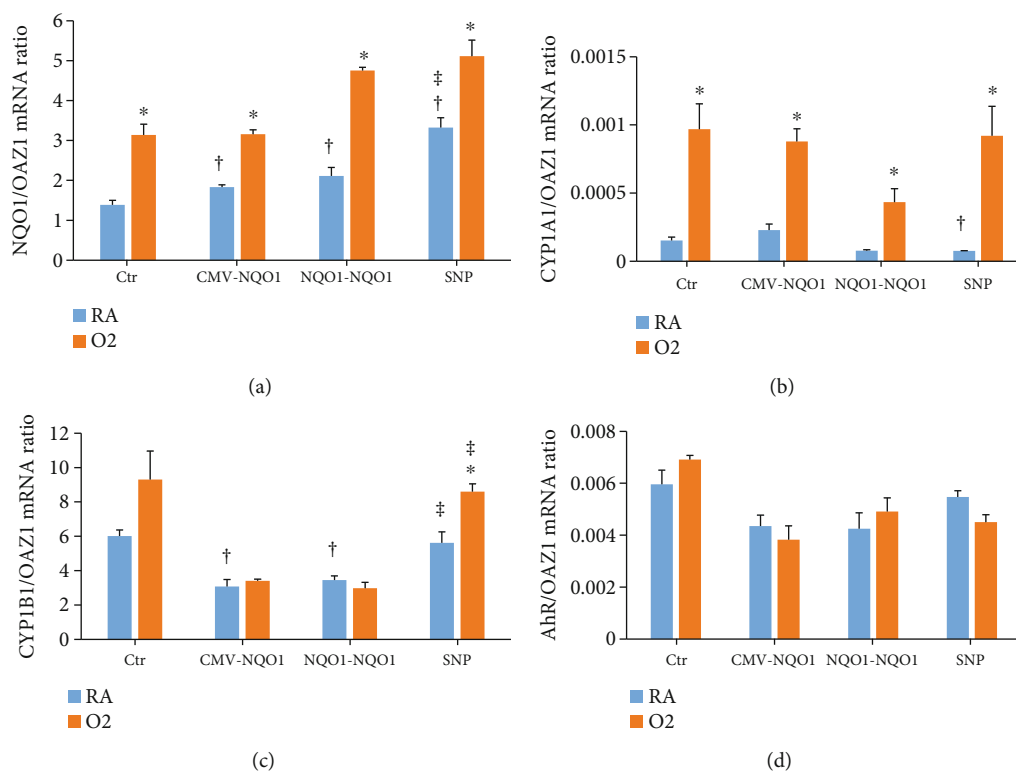 NQO1/OAZ1 mRNA ratio
6
5
4
3
2
1
0
*
†
*
†
*
‡
†
*
Ctr
CMV-NQO1
NQO1-NQO1
SNP
RA
O2
(a)
CYP1A1/OAZ1 mRNA ratio
0.0015
0.001
0.0005
0
*
*
*
†
*
Ctr
CMV-NQO1
NQO1-NQO1
SNP
RA
O2
(b)
CYP1B1/OAZ1 mRNA ratio
12
10
8
6
4
2
0
†
†
‡
‡
*
Ctr
CMV-NQO1
NQO1-NQO1
SNP
RA
O2
(c)
AhR/OAZ1 mRNA ratio
0.008
0.006
0.004
0.002
0
Ctr
CMV-NQO1
NQO1-NQO1
SNP
RA
O2
(d)